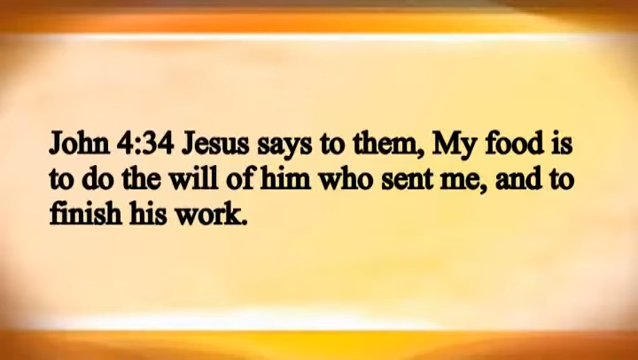 John 4:34 Jesus says to them, My food is
to do the will of him who sent me, and to
finish his work.